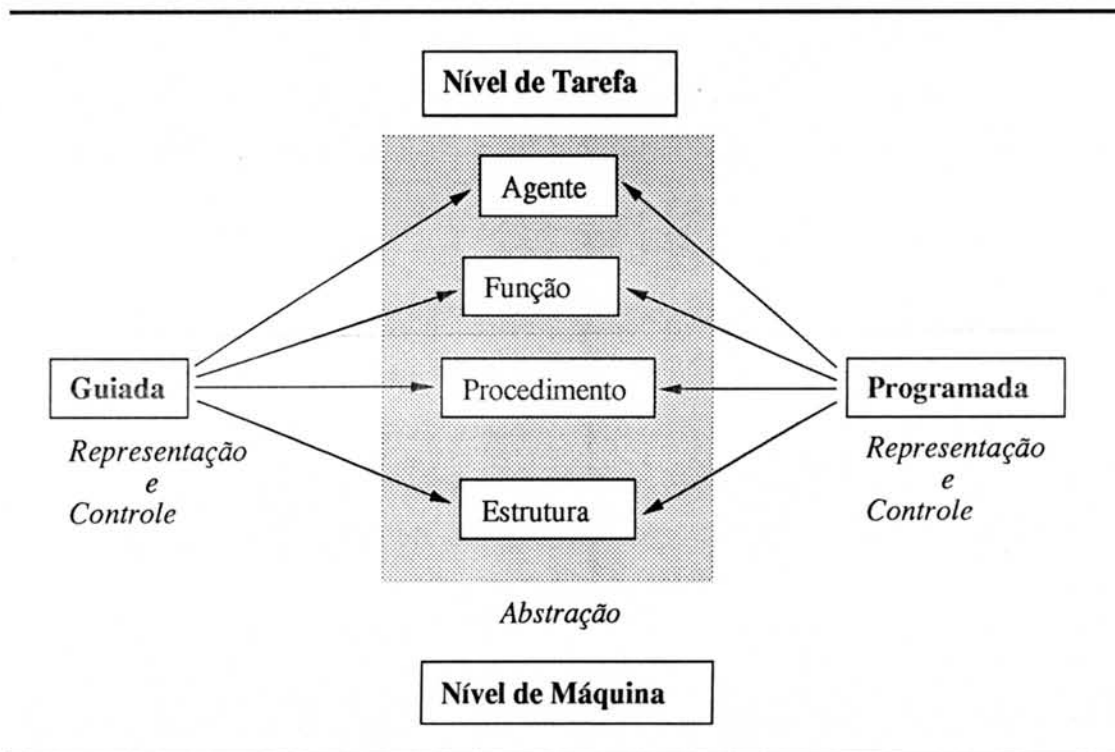 Nível de Tarefa
Agente
Função
Guiada
Procedimento
Programada
Representação
e
Controle
Representação
e
Controle
Estrutura
Abstração
Nível de Máquina